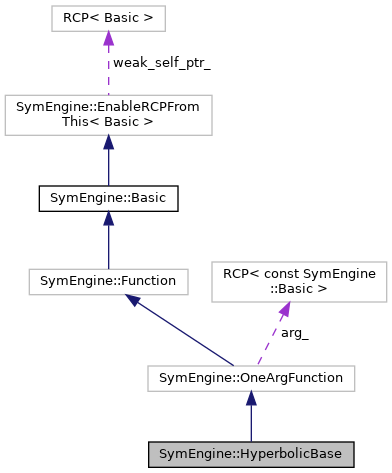 RCP< Basic >
weak_self_ptr_
SymEngine::EnableRCPFrom
This< Basic >
SymEngine::Basic
SymEngine::Function
RCP< const SymEngine
::Basic >
arg_
SymEngine::OneArgFunction
SymEngine::HyperbolicBase